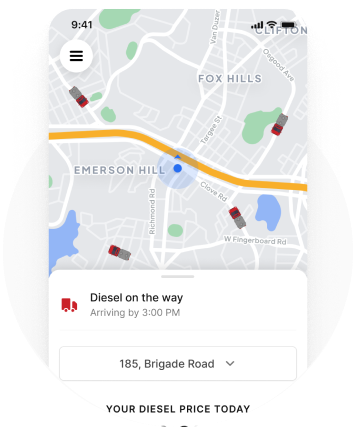 9:41
CLIFTON
Van Duzer
Osgood Ave
FOX HILLS
Targee St
EMERSON HILL
Clove Rd
Richmond Rd
W Fingerboard Rd
Diesel on the way
Arriving by 3:00 PM
185, Brigade Road
YOUR DIESEL PRICE TODAY